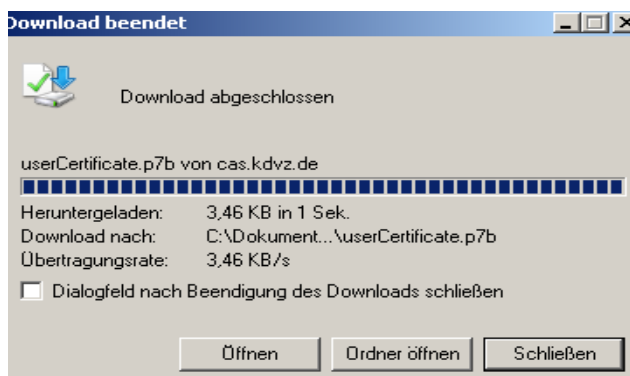 Download beendet
Download abgeschlossen
userCertificate.p7b von cas.kdvz.de
Heruntergeladen: 3,46 KB in 1 Sek.
Download nach: C:\Dokument...\userCertificate.p7b
Übertragungsrate: 3,46 KB/s
Dialogfeld nach Beendigung des Downloads schließen
Öffnen Ordner öffnen Schließen